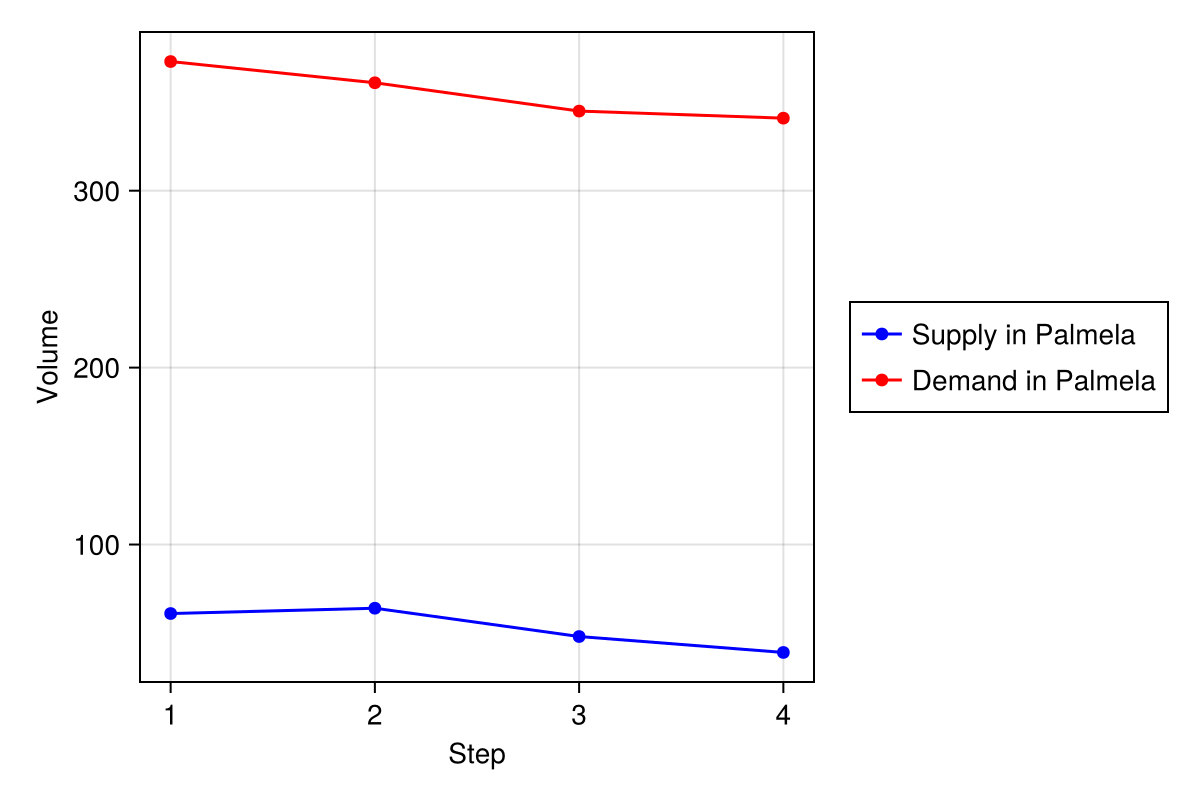 300
200
100
Volume
1 2 3 4
Step
Supply in Palmela
Demand in Palmela